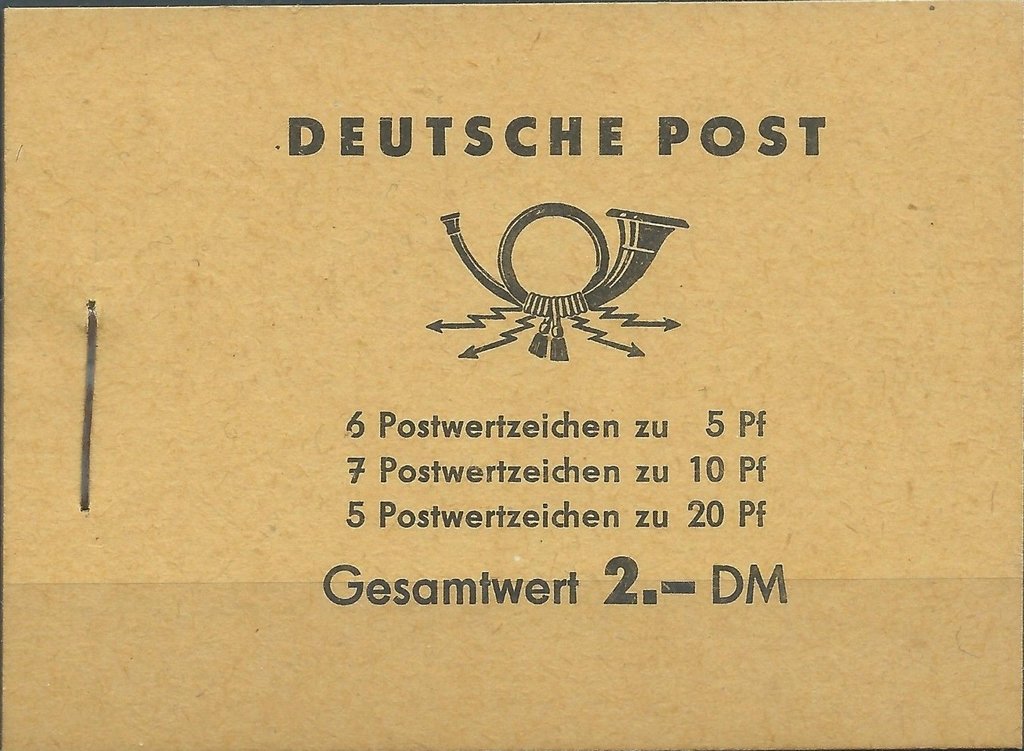 DEUTSCHE POST
6 Postwertzeichen zu 5 Pf
7 Postwertzeichen zu 10 Pf
5 Postwertzeichen zu 20 Pf
Gesamtwert 2.– DM